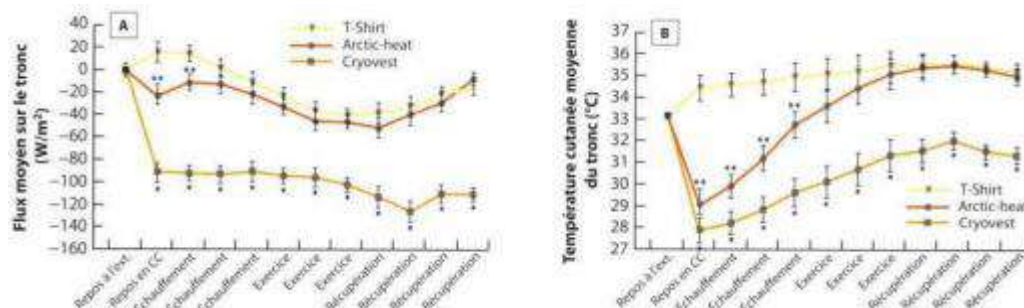 A
T-Shirt
Arctic-heat
Cryovest
Flux moyen sur le tronc
(W/m²)
40
20
0
−20
−40
−60
−80
−100
−120
−140
−160
Repos à l'ext.
Repos en CC
Échauffement
Échauffement
Échauffement
Exercice
Exercice
Exercice
Récupération
Récupération
Récupération
Récupération
B
Température cutanée moyenne
du tronc (°C)
37
36
35
34
33
32
31
30
29
28
27
T-Shirt
Arctic-heat
Cryovest
Repos à l'ext.
Repos en CC
Échauffement
Échauffement
Échauffement
Exercice
Exercice
Exercice
Récupération
Récupération
Récupération
Récupération